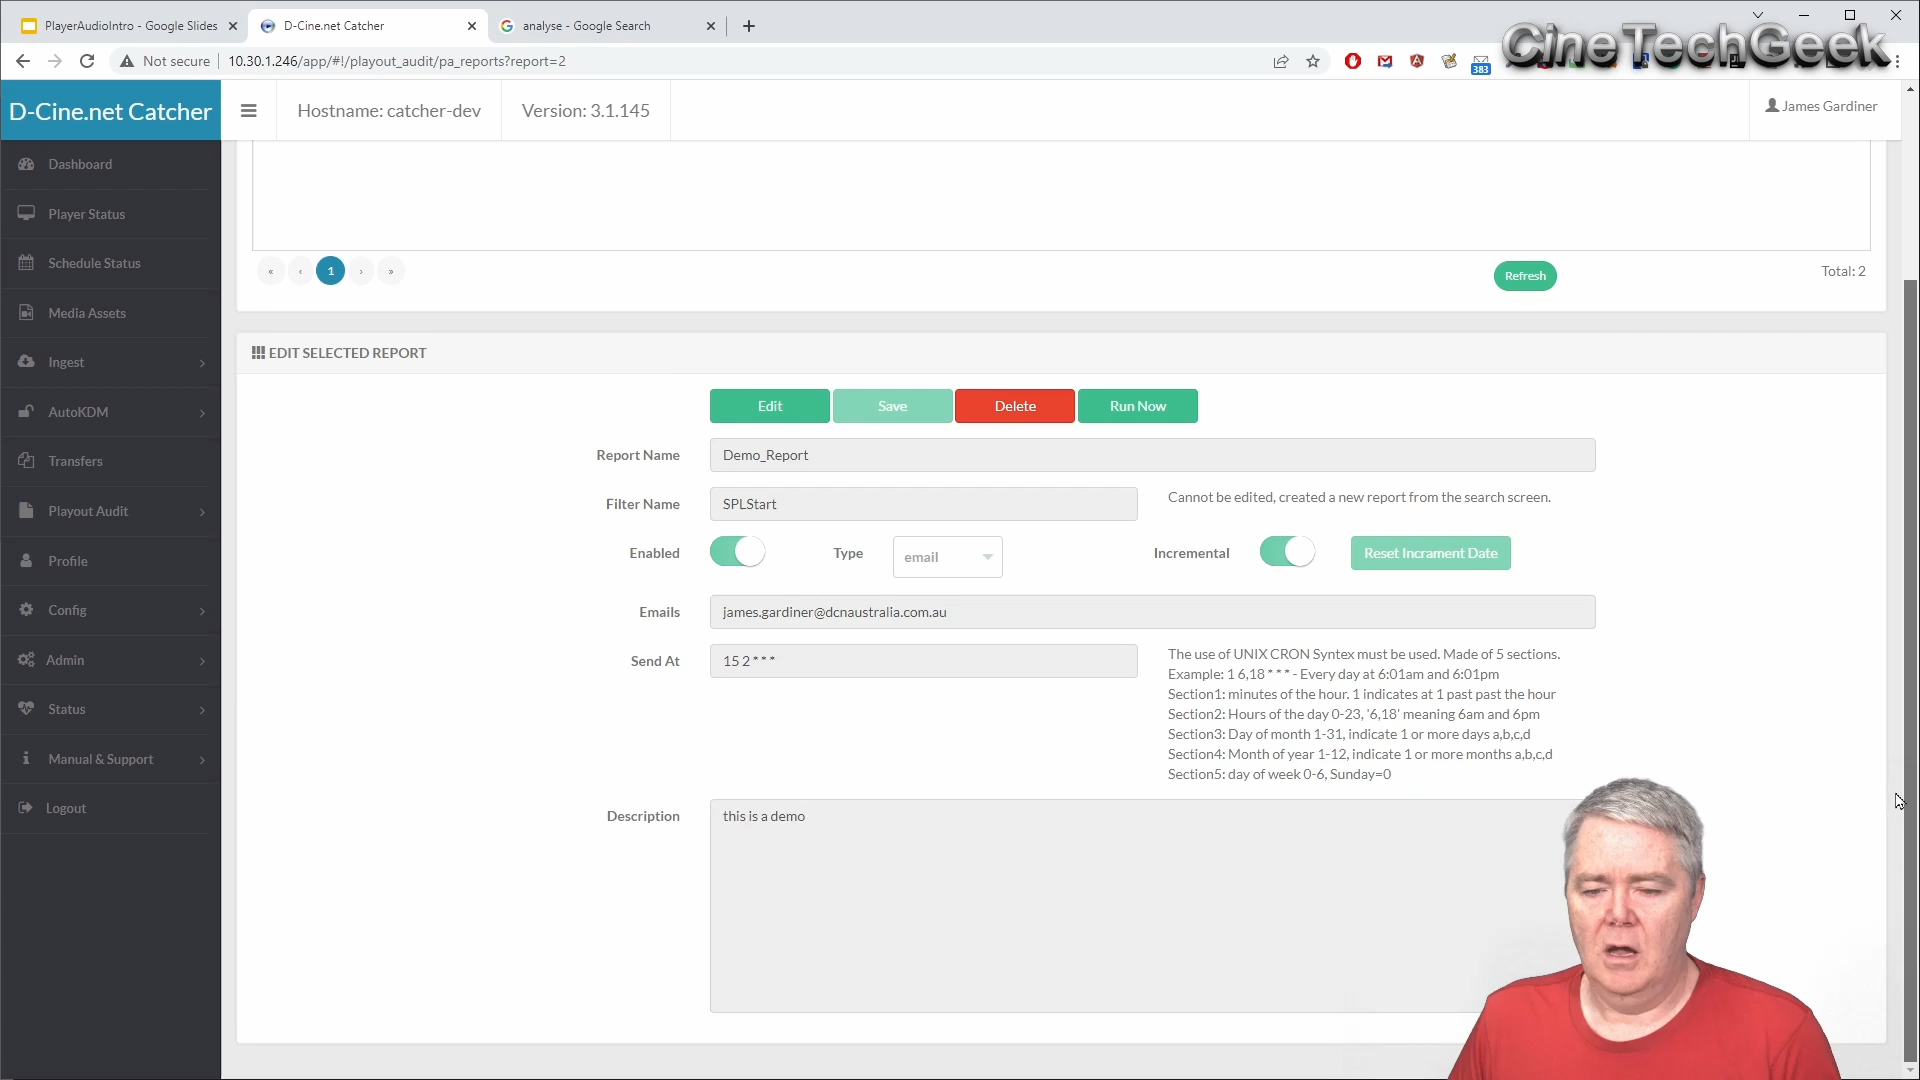 PlayerAudioIntro - Google Slides
D-Cine.net Catcher
analyse - Google Search
CineTechGeek
Not secure
10.30.1.246/app/#!/playout_audit/pa_reports?report=2
383
D-Cine.net Catcher
Hostname: catcher-dev
Version: 3.1.145
James Gardiner
Dashboard
Player Status
Schedule Status
Media Assets
Ingest
AutoKDM
Transfers
Playout Audit
Profile
Config
Admin
Status
Manual & Support
Logout
« ‹ 1 › »
Refresh
Total: 2
EDIT SELECTED REPORT
Edit
Save
Delete
Run Now
Report Name
Demo_Report
Filter Name
SPLStart
Cannot be edited, created a new report from the search screen.
Enabled
Type
email
Incremental
Reset Incrament Date
Emails
james.gardiner@dcnaustralia.com.au
Send At
15 2 * * *
The use of UNIX CRON Syntex must be used. Made of 5 sections.
Example: 1 6,18 * * * - Every day at 6:01am and 6:01pm
Section1: minutes of the hour. 1 indicates at 1 past past the hour
Section2: Hours of the day 0-23, '6,18' meaning 6am and 6pm
Section3: Day of month 1-31, indicate 1 or more days a,b,c,d
Section4: Month of year 1-12, indicate 1 or more months a,b,c,d
Section5: day of week 0-6, Sunday=0
Description
this is a demo